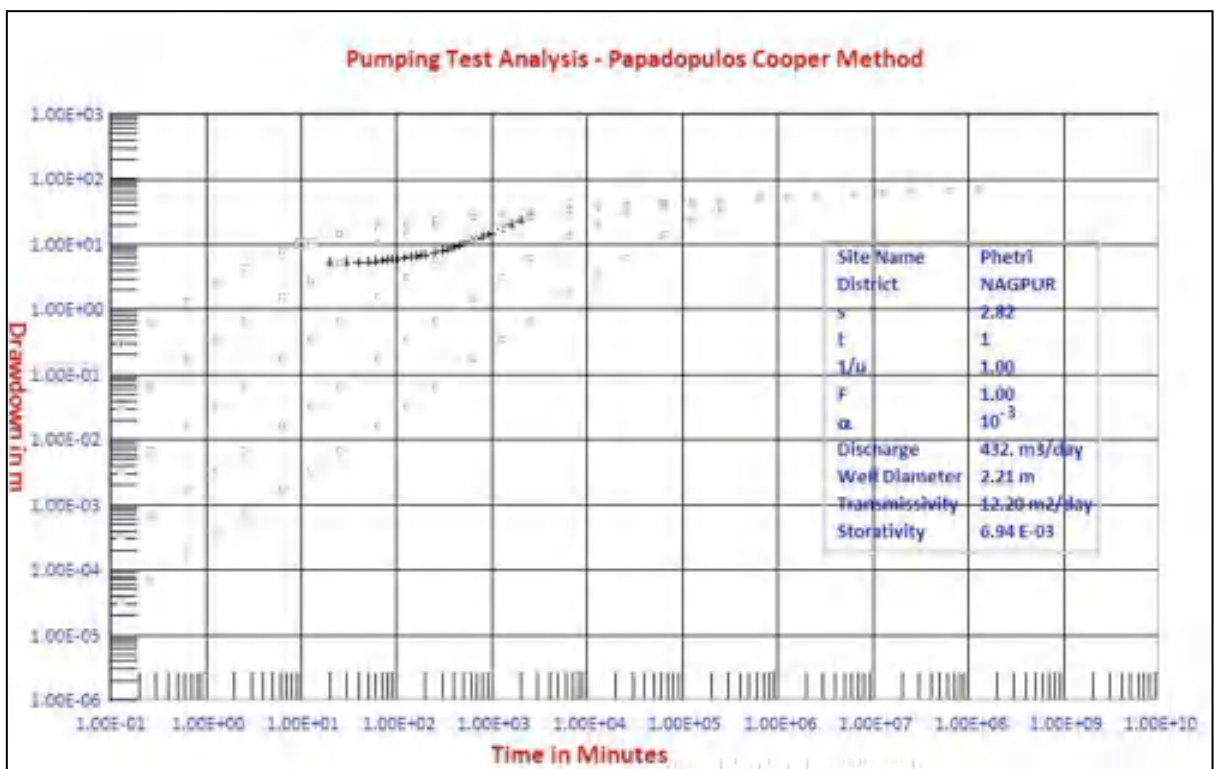 Pumping Test Analysis - Papadopulos Cooper Method
1.00E+03
1.00E+02
1.00E+01
1.00E+00
1.00E-01
1.00E-02
1.00E-03
1.00E-04
1.00E-05
1.00E-06
Drawdown in m
Site Name Phetri
District NAGPUR
s 2.82
t 1
1/u 1.00
F 1.00
α 10-3
Discharge 432. m3/day
Well Diameter 2.21 m
Transmissivity 12.20 m2/day
Storativity 6.94 E-03
1.00E-01 1.00E+00 1.00E+01 1.00E+02 1.00E+03 1.00E+04 1.00E+05 1.00E+06 1.00E+07 1.00E+08 1.00E+09 1.00E+10
Time in Minutes